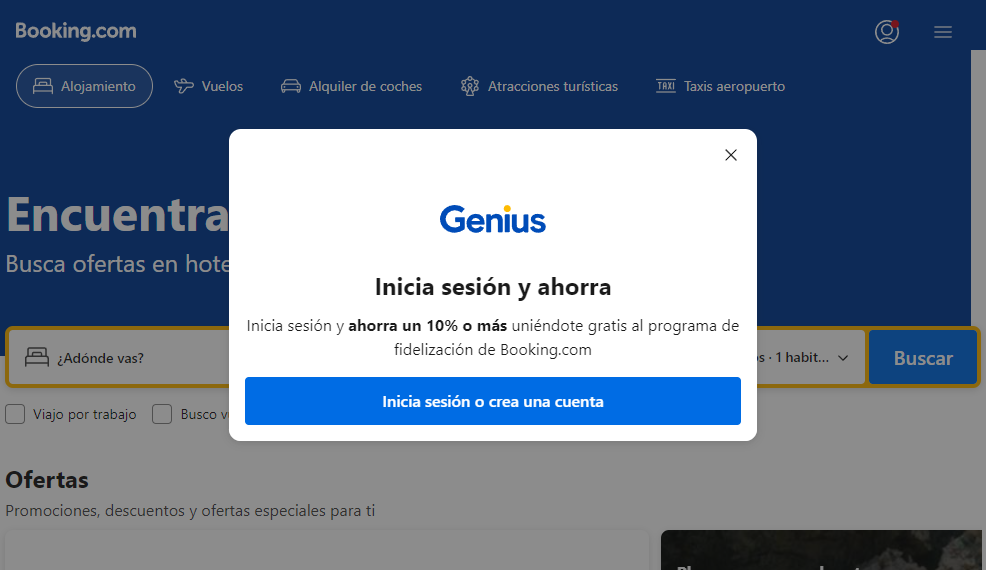 Booking.com
Alojamiento
Vuelos
Alquiler de coches
Atracciones turísticas
TAXI
Taxis aeropuerto
Encuentra
Busca ofertas en
Genius
Inicia sesión y ahorra
Inicia sesión y ahorra un 10% o más uniéndote gratis al programa de
fidelización de Booking.com
Inicia sesión o crea una cuenta
¿Adónde vas?
· 1 habit...
Buscar
Viajo por trabajo
Busco
Ofertas
Promociones, descuentos y ofertas especiales para ti